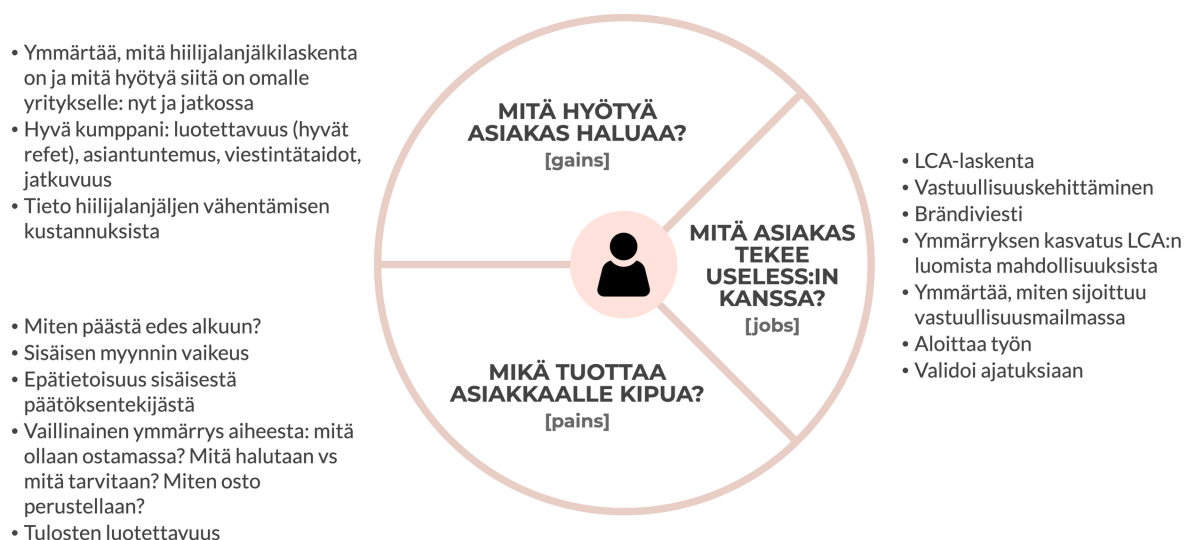 • Ymmärtää, mitä hiilijalanjälkilaskenta
on ja mitä hyötyä siitä on omalle
yritykselle: nyt ja jatkossa
• Hyvä kumppani: luotettavuus (hyvät
refet), asiantuntemus, viestintätaidot,
jatkuvuus
• Tieto hiilijalanjäljen vähentämisen
kustannuksista
MITÄ HYÖTYÄ
ASIAKAS HALUAA?
[gains]
MITÄ ASIAKAS
TEKEE
USELESS:IN
KANSSA?
[jobs]
• LCA-laskenta
• Vastuullisuuskehittäminen
• Brändiviesti
• Ymmärryksen kasvatus LCA:n
luomista mahdollisuuksista
• Ymmärtää, miten sijoittuu
vastuullisuusmailmassa
• Aloittaa työn
• Validoi ajatuksiaan
• Miten päästä edes alkuun?
• Sisäisen myynnin vaikeus
• Epätietoisuus sisäisestä
päätöksentekijästä
• Vaillinainen ymmärrys aiheesta: mitä
ollaan ostamassa? Mitä halutaan vs
mitä tarvitaan? Miten osto
perustellaan?
• Tulosten luotettavuus
MIKÄ TUOTTAA
ASIAKKAALLE KIPUA?
[pains]